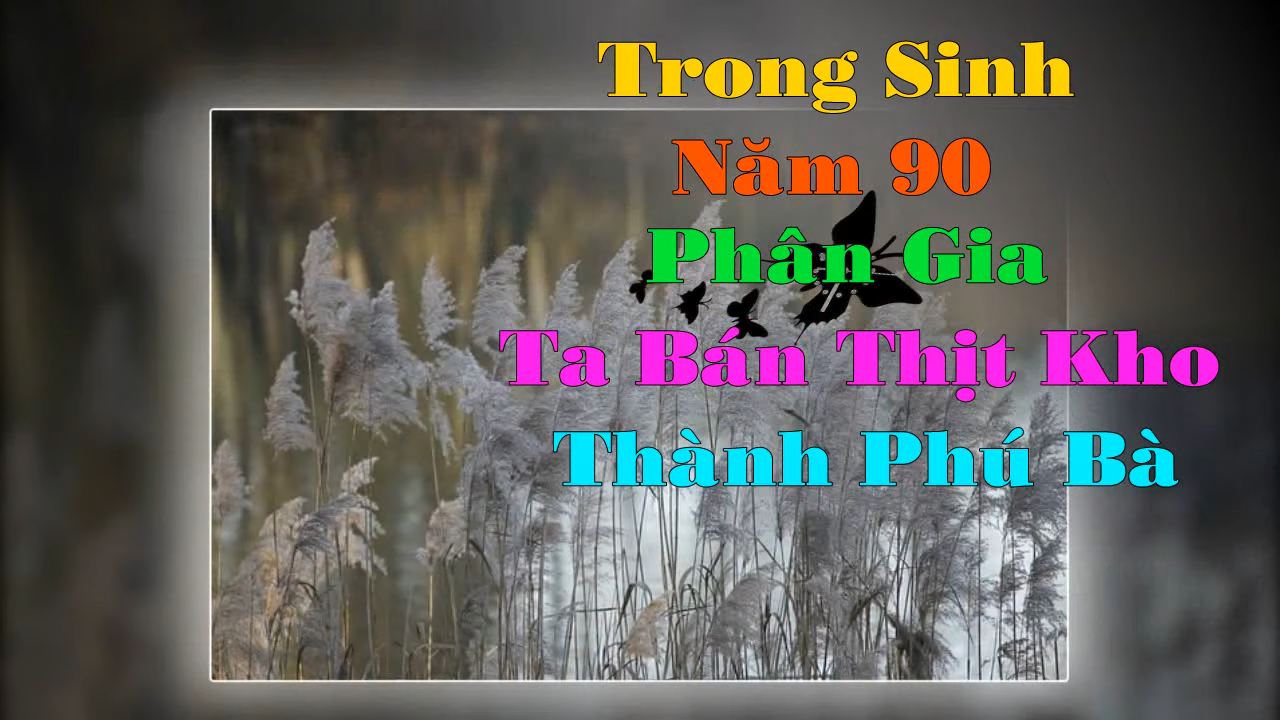 Trong Sinh
Năm 90
Phân Gia
Ta Bán Thịt Kho
Thành Phú Bà